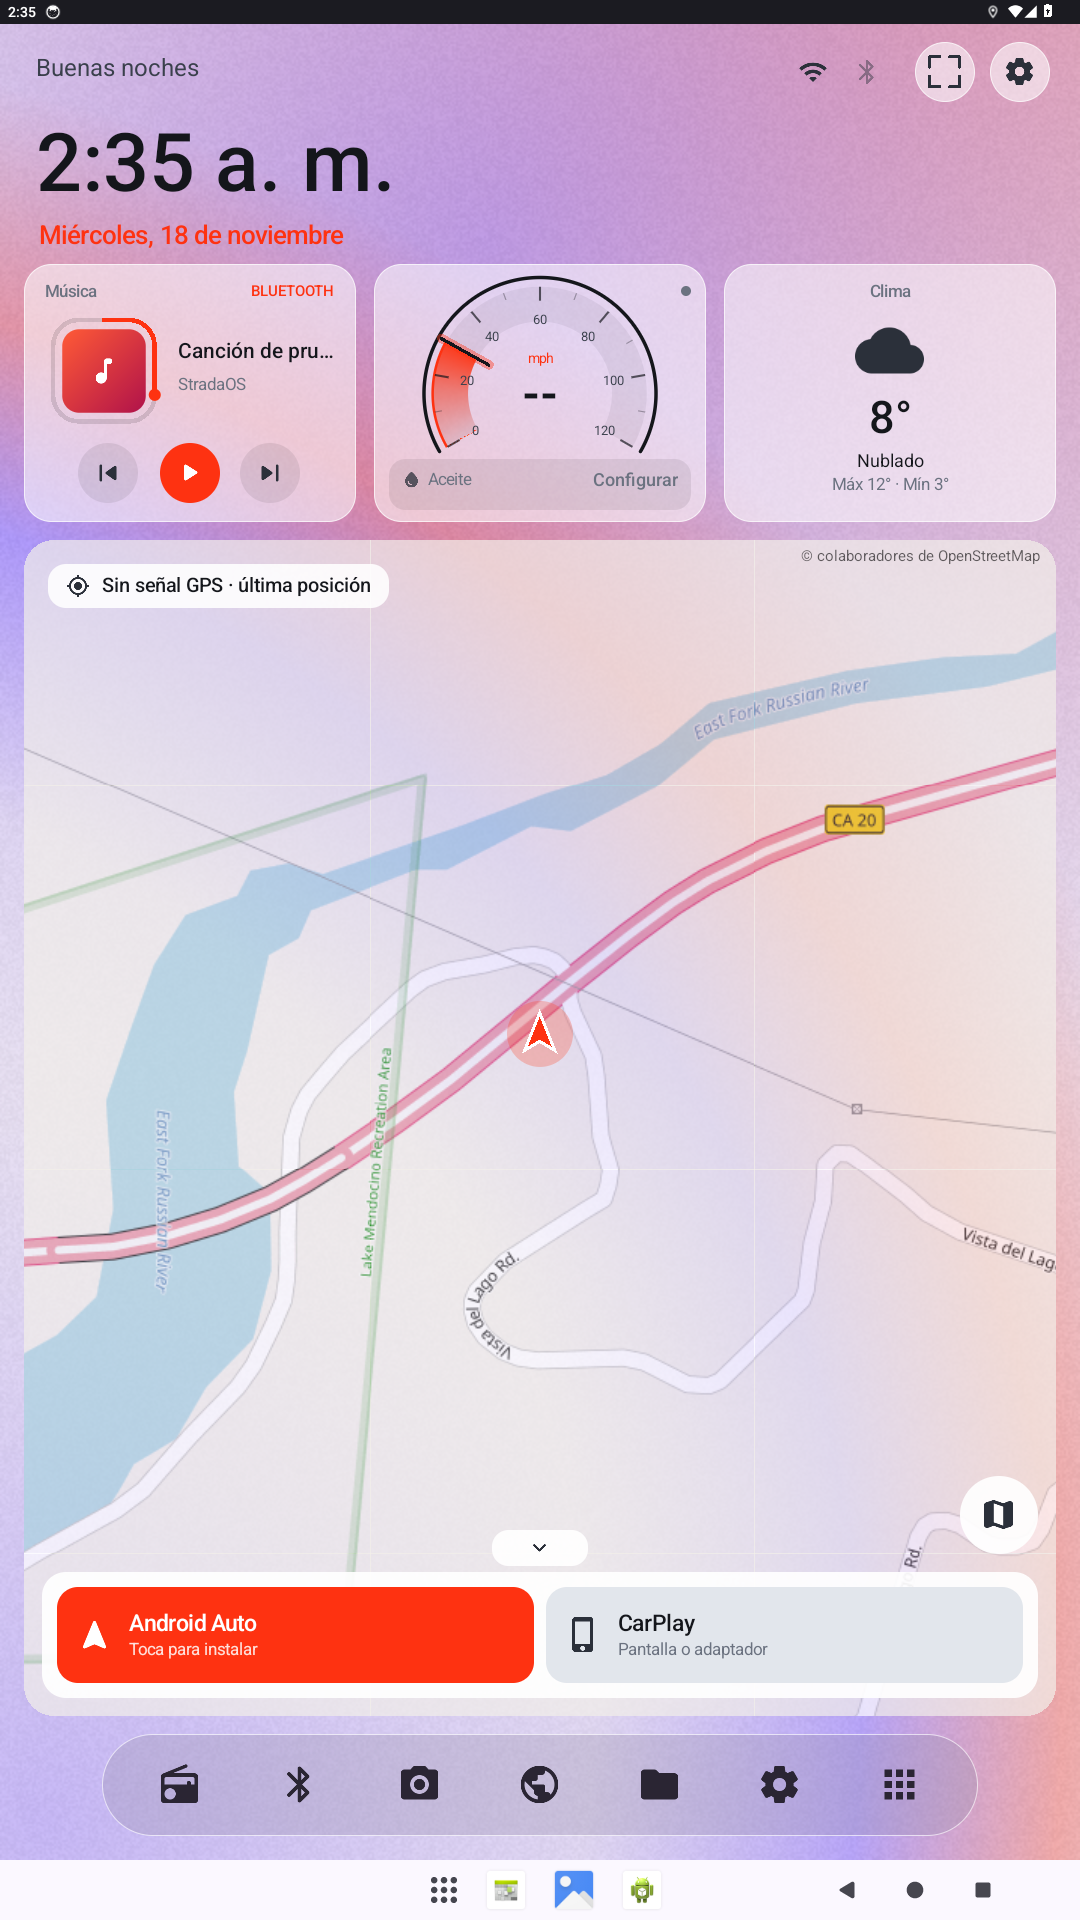 2:35
Buenas noches
2:35 a. m.
Miércoles, 18 de noviembre
Música
BLUETOOTH
Canción de pru...
StradaOS
0
20
40
60
80
100
120
mph
--
Aceite
Configurar
Clima
8°
Nublado
Máx 12° · Mín 3°
© colaboradores de OpenStreetMap
Sin señal GPS · última posición
East Fork Russian River
CA 20
Lake Mendocino Recreation Area
East Fork Russian River
Vista del Lago Rd.
Vista del Lag
Rd.
Android Auto
Toca para instalar
CarPlay
Pantalla o adaptador